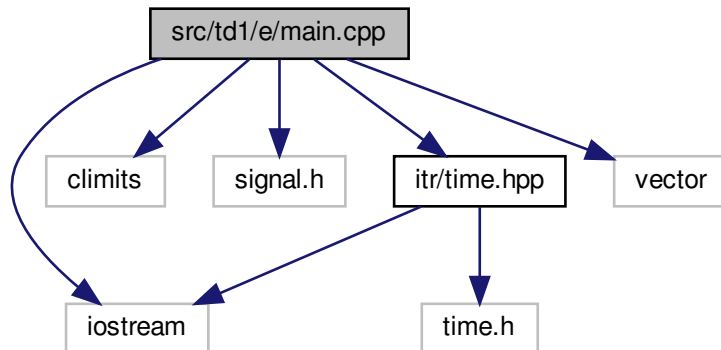 src/td1/e/main.cpp
climits
signal.h
itr/time.hpp
vector
iostream
time.h